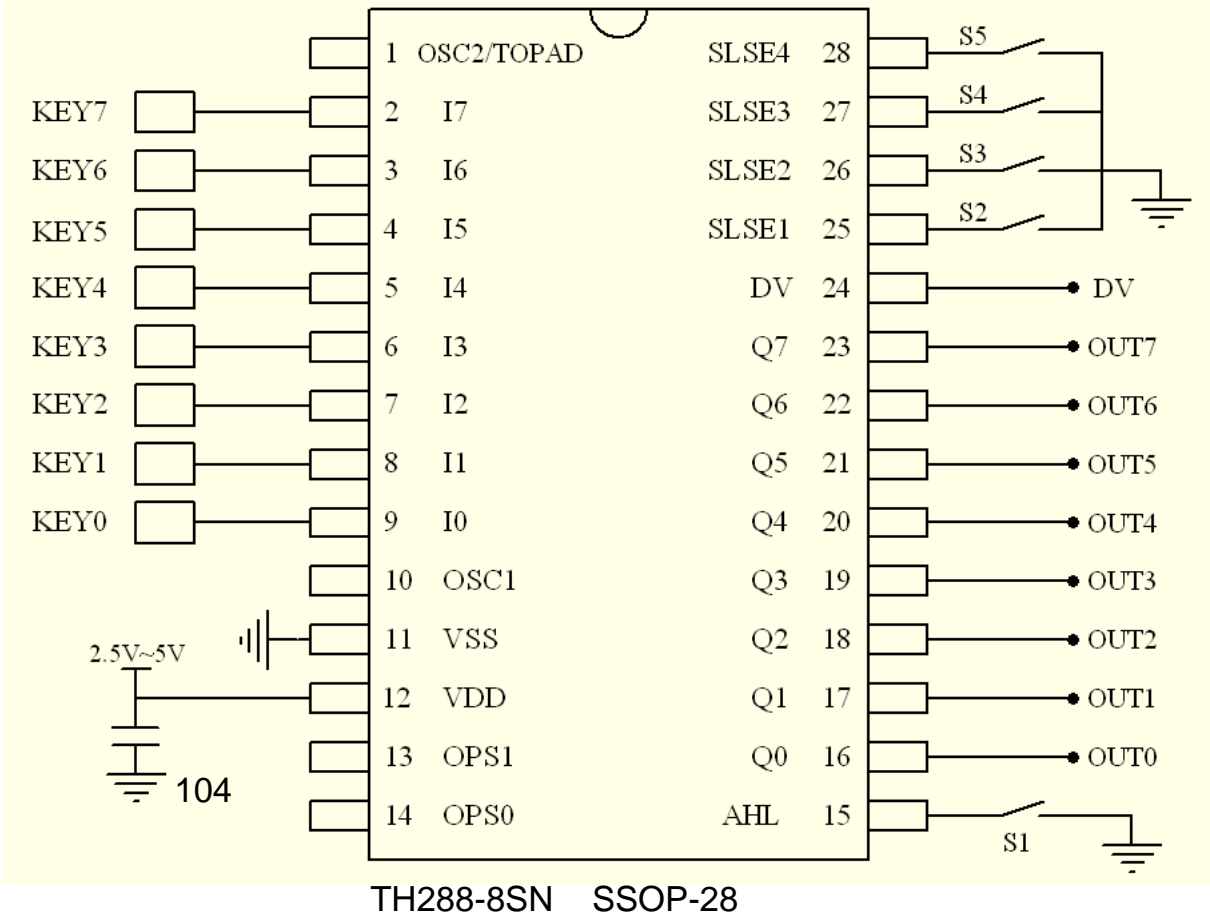 1 OSC2/TOPAD SLSE4 28 S5
KEY7 2 I7 SLSE3 27 S4
KEY6 3 I6 SLSE2 26 S3
KEY5 4 I5 SLSE1 25 S2
KEY4 5 I4 DV 24 DV
KEY3 6 I3 Q7 23 OUT7
KEY2 7 I2 Q6 22 OUT6
KEY1 8 I1 Q5 21 OUT5
KEY0 9 I0 Q4 20 OUT4
10 OSC1 Q3 19 OUT3
11 VSS Q2 18 OUT2
2.5V~5V
12 VDD Q1 17 OUT1
13 OPS1 Q0 16 OUT0
104
14 OPS0 AHL 15
S1
TH288-8SN SSOP-28